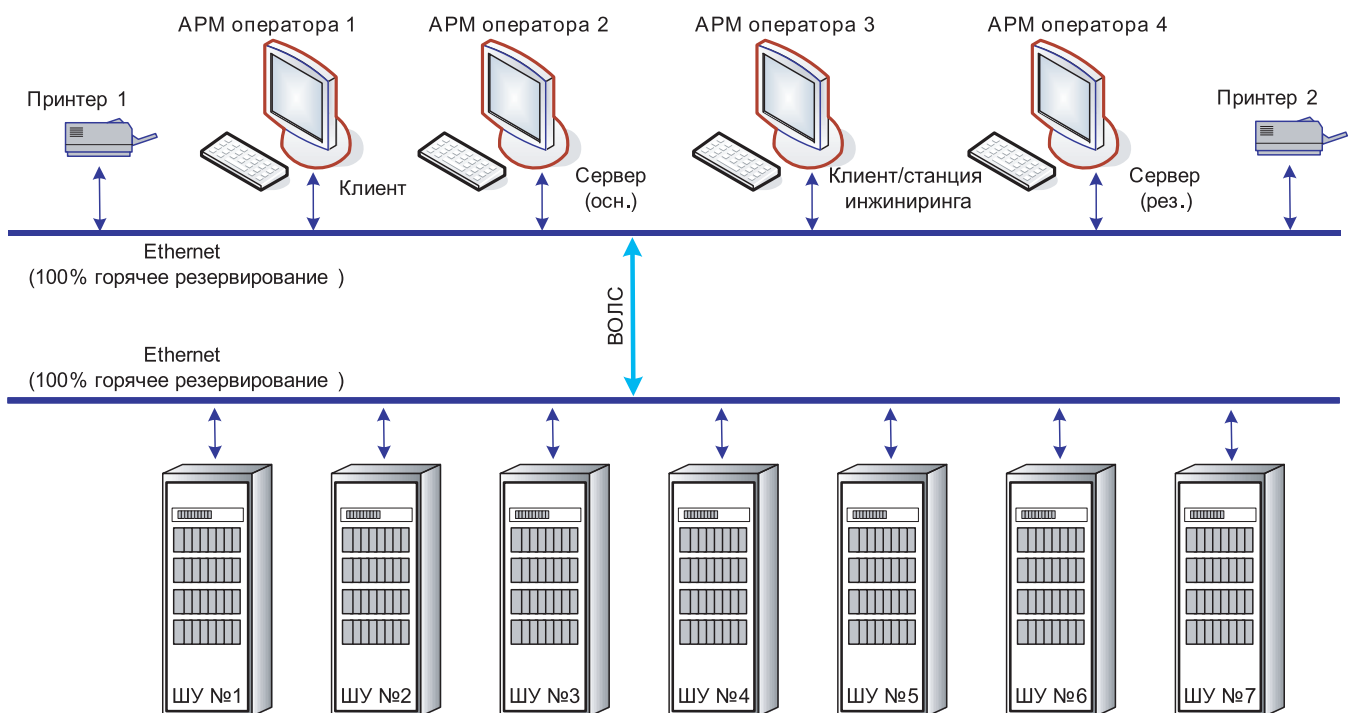 АРМ оператора 1
АРМ оператора 2
АРМ оператора 3
АРМ оператора 4
Принтер 1
Принтер 2
Клиент
Сервер
(осн.)
Клиент/станция
инжиниринга
Сервер
(рез.)
Ethernet
(100% горячее резервирование )
ВОЛС
Ethernet
(100% горячее резервирование )
ШУ №1
ШУ №2
ШУ №3
ШУ №4
ШУ №5
ШУ №6
ШУ №7